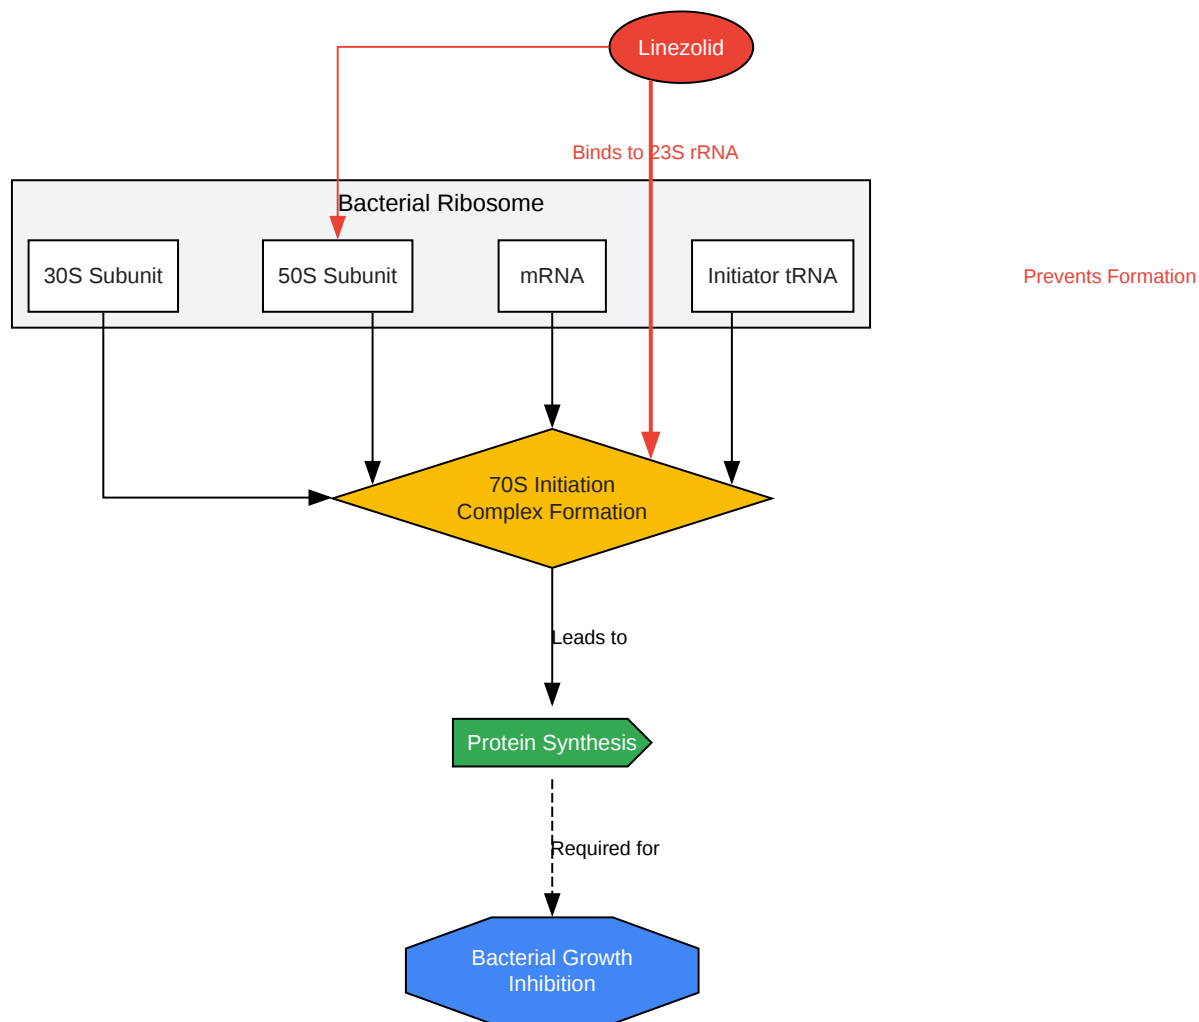 Linezolid
Binds to 23S rRNA
Bacterial Ribosome
30S Subunit
50S Subunit
mRNA
Initiator tRNA
Prevents Formation
70S Initiation
Complex Formation
Leads to
Protein Synthesis
Required for
Bacterial Growth
Inhibition